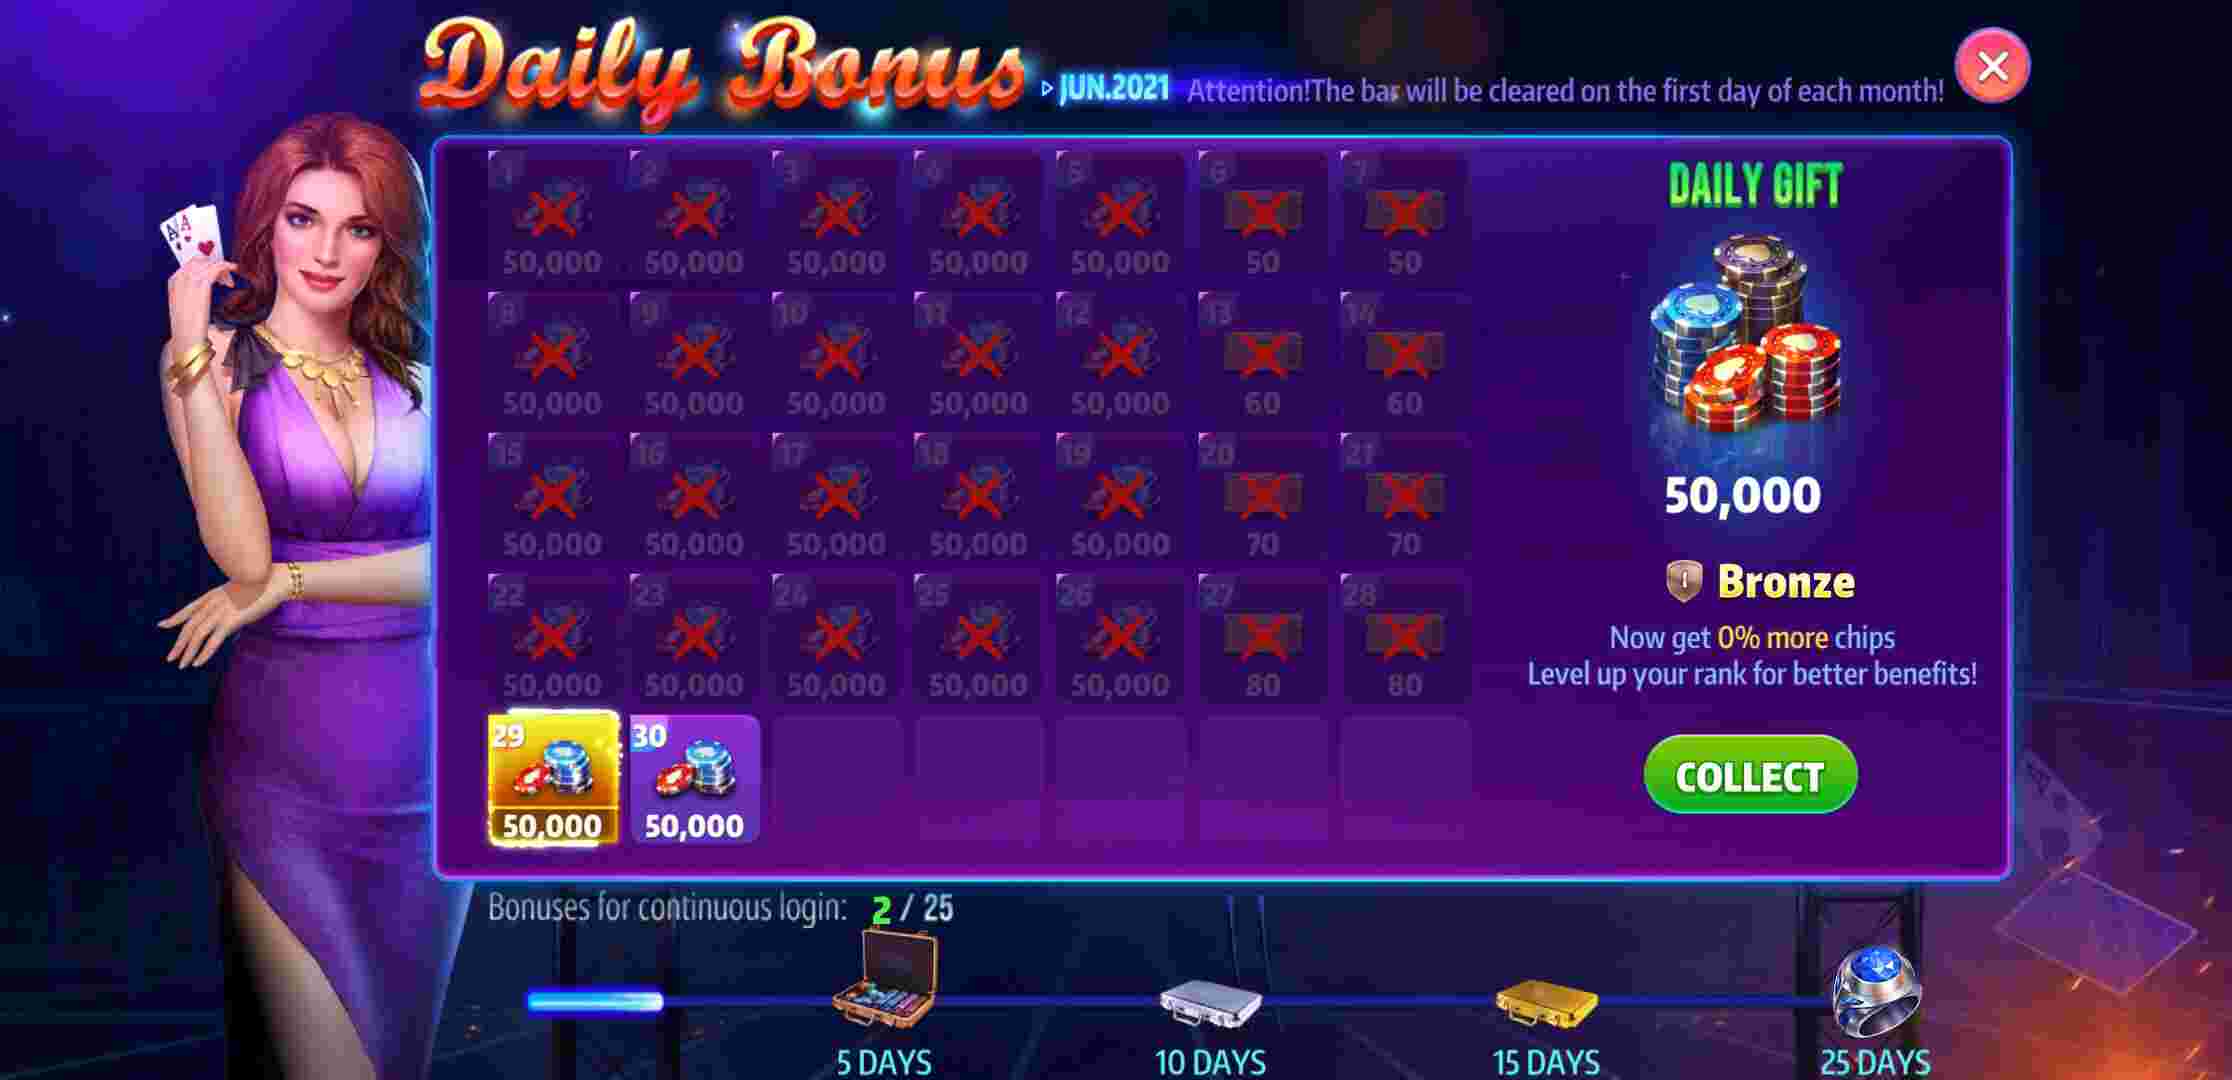 Daily Bonus
JUN.2021 Attention!The bar will be cleared on the first day of each month!
1 2 3 4 5 6 7
50,000 50,000 50,000 50,000 50,000 50 50
8 9 10 11 12 13 14
50,000 50,000 50,000 50,000 50,000 60 60
15 16 17 18 19 20 21
50,000 50,000 50,000 50,000 50,000 70 70
22 23 24 25 26 27 28
50,000 50,000 50,000 50,000 50,000 80 80
29 30
50,000 50,000
DAILY GIFT
50,000
Bronze
Now get 0% more chips
Level up your rank for better benefits!
COLLECT
Bonuses for continuous login: 2 / 25
5 DAYS 10 DAYS 15 DAYS 25 DAYS
A A